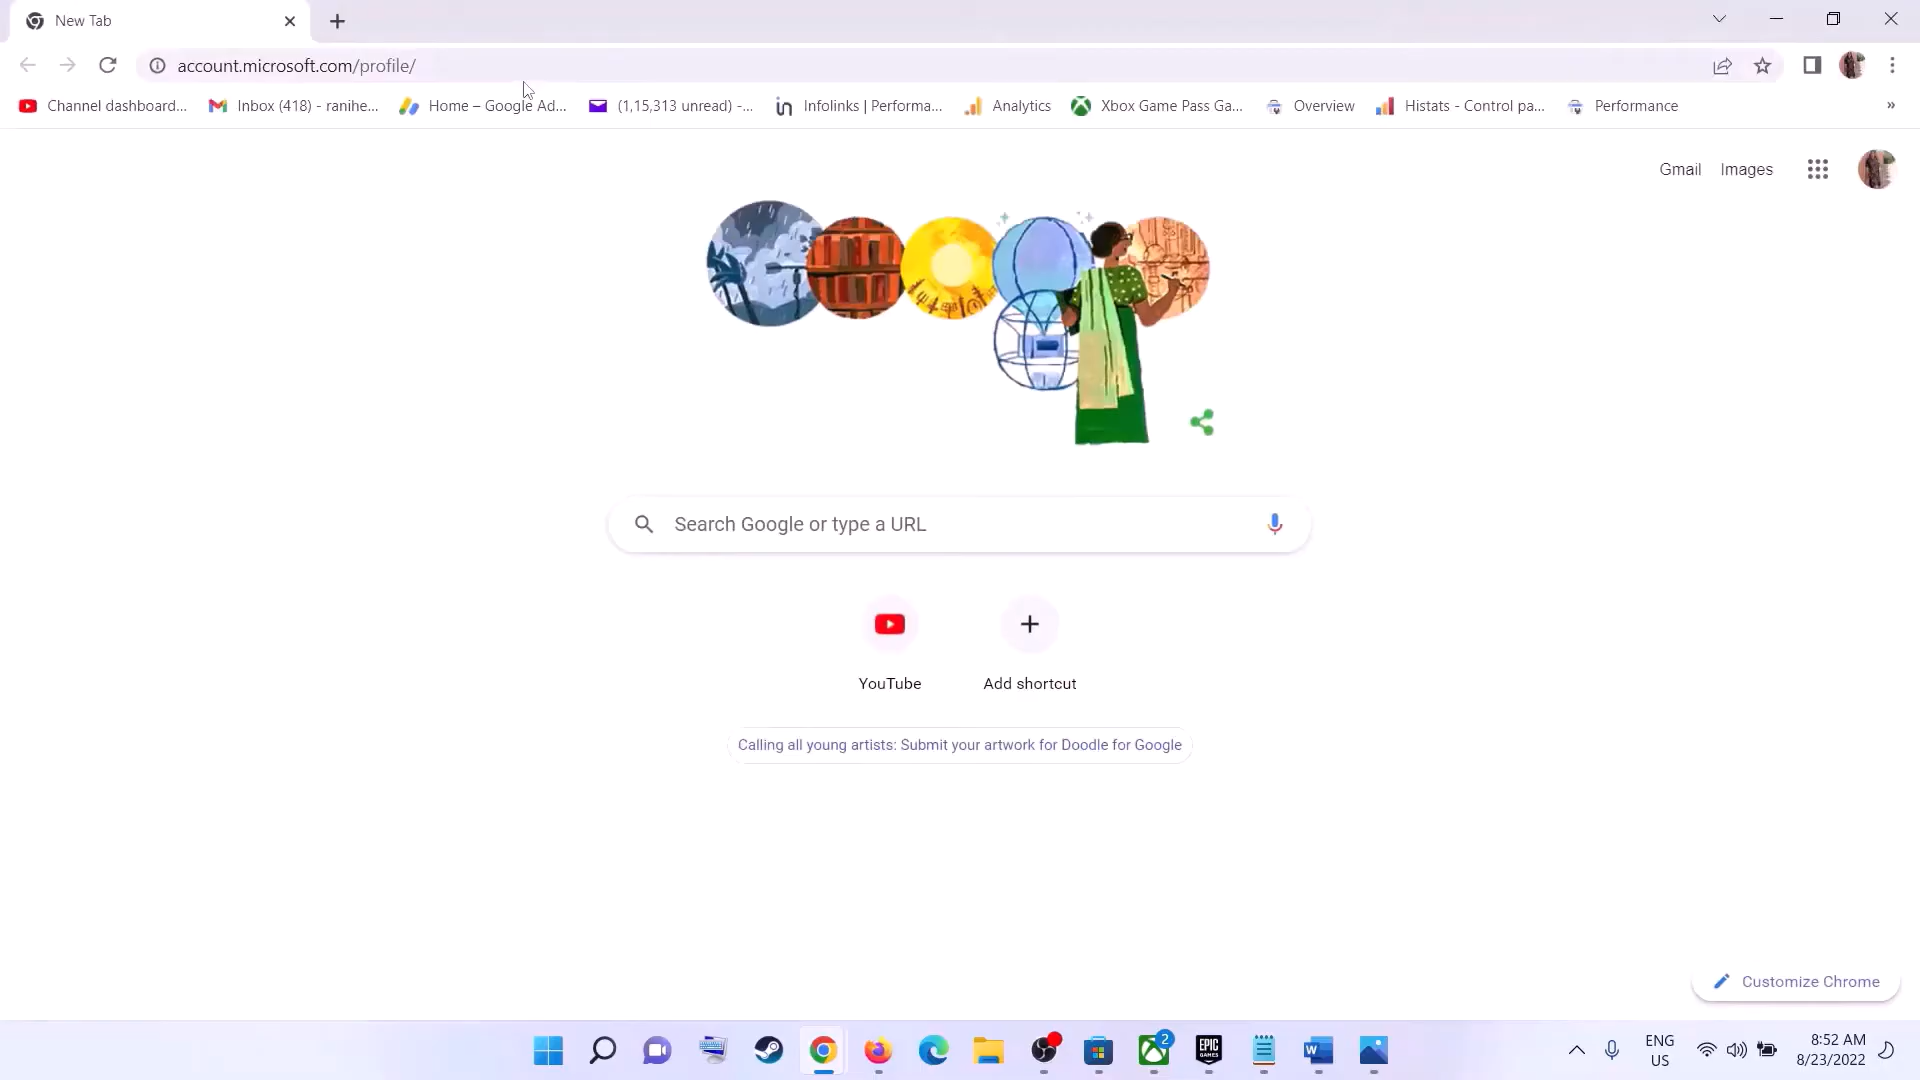 New Tab
account.microsoft.com/profile/
Channel dashboard...
Inbox (418) - ranihe...
Home – Google Ad...
(1,15,313 unread) -...
Infolinks | Performa...
Analytics
Xbox Game Pass Ga...
Overview
Histats - Control pa...
Performance
»
Gmail
Images
Search Google or type a URL
YouTube
Add shortcut
Calling all young artists: Submit your artwork for Doodle for Google
Customize Chrome
2
EPIC
GAMES
ENG
US
8:52 AM
8/23/2022